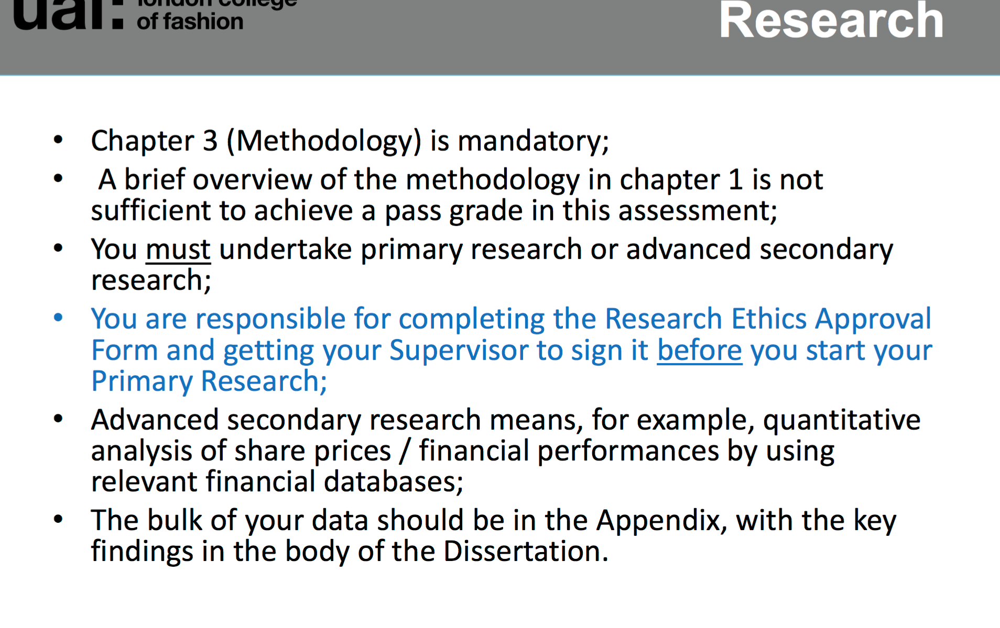 ual: london college
of fashion
Research
• Chapter 3 (Methodology) is mandatory;
• A brief overview of the methodology in chapter 1 is not
sufficient to achieve a pass grade in this assessment;
• You must undertake primary research or advanced secondary
research;
• You are responsible for completing the Research Ethics Approval
Form and getting your Supervisor to sign it before you start your
Primary Research;
• Advanced secondary research means, for example, quantitative
analysis of share prices / financial performances by using
relevant financial databases;
• The bulk of your data should be in the Appendix, with the key
findings in the body of the Dissertation.